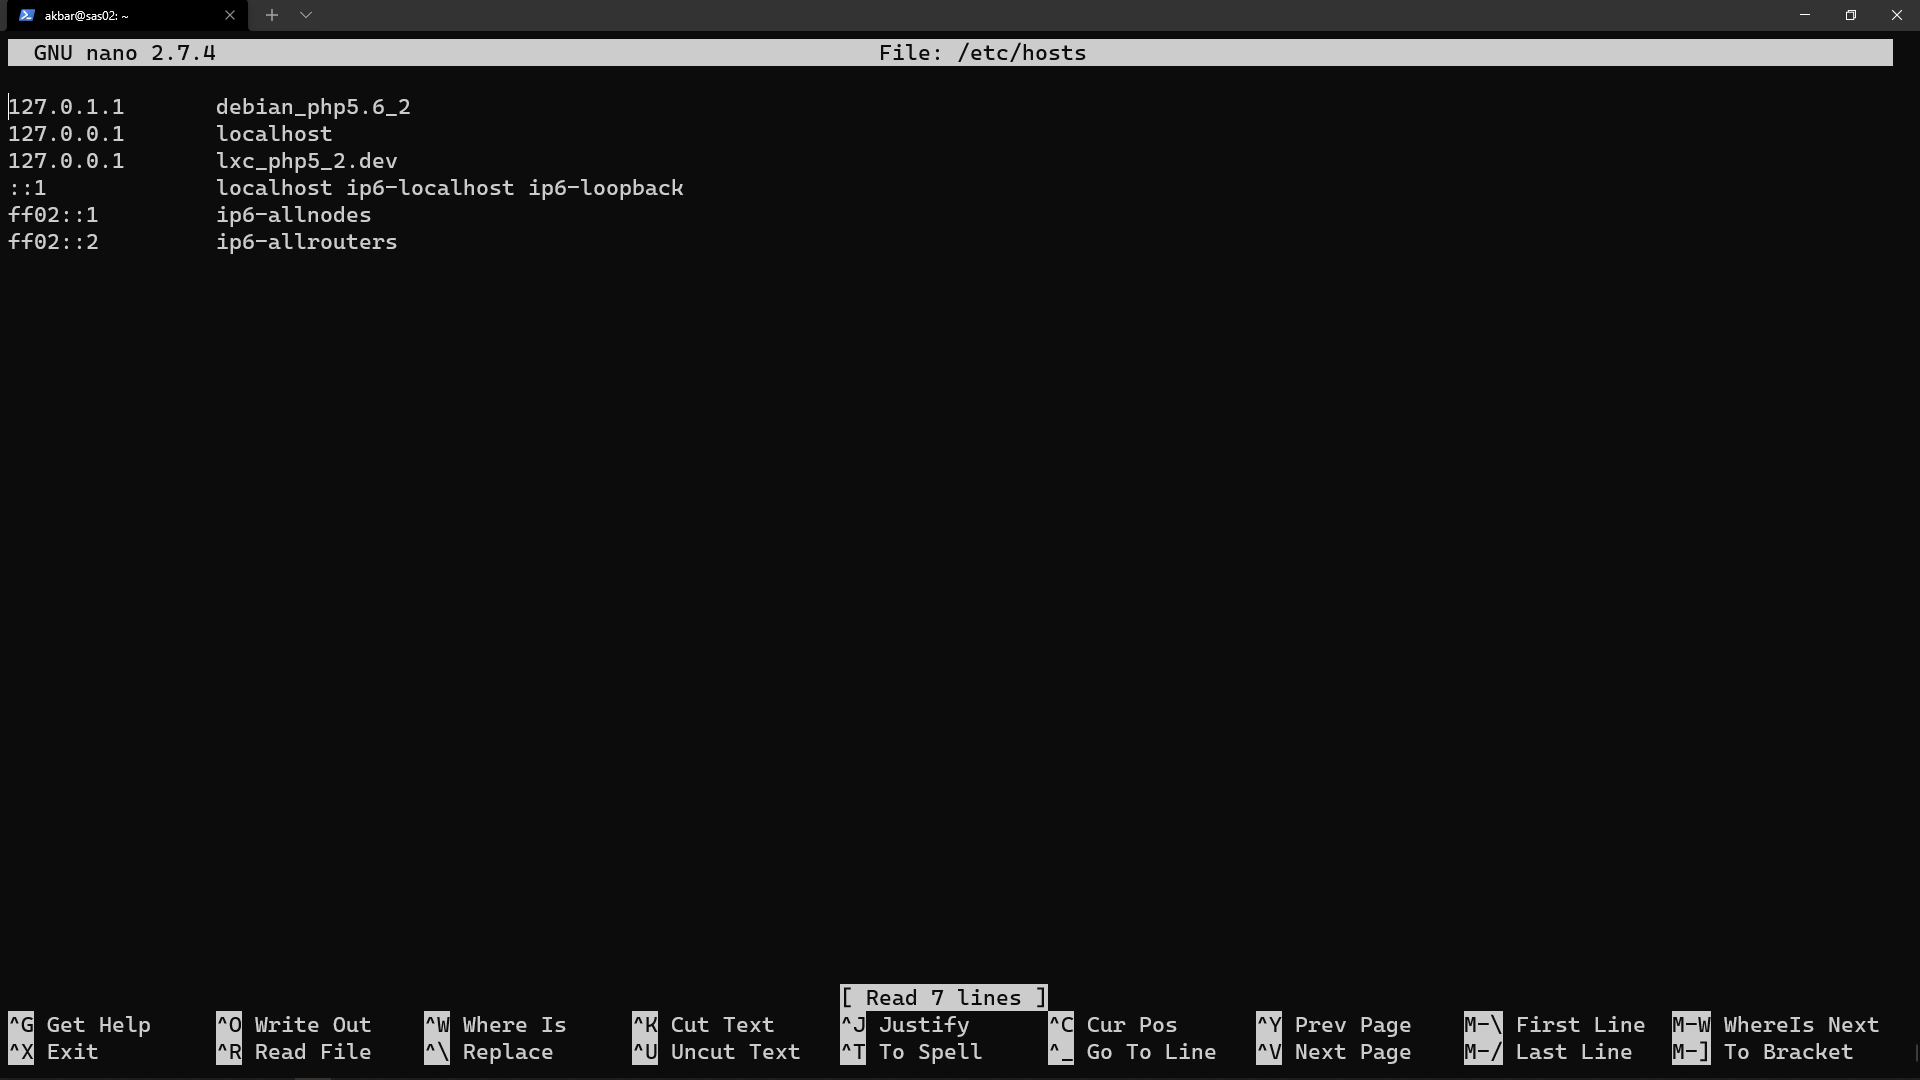 akbar@sas02: ~
GNU nano 2.7.4 File: /etc/hosts
127.0.1.1 debian_php5.6_2
127.0.0.1 localhost
127.0.0.1 lxc_php5_2.dev
::1 localhost ip6-localhost ip6-loopback
ff02::1 ip6-allnodes
ff02::2 ip6-allrouters
[ Read 7 lines ]
^G Get Help ^O Write Out ^W Where Is ^K Cut Text ^J Justify ^C Cur Pos ^Y Prev Page M-\ First Line M-W WhereIs Next
^X Exit ^R Read File ^\ Replace ^U Uncut Text ^T To Spell ^_ Go To Line ^V Next Page M-/ Last Line M-] To Bracket